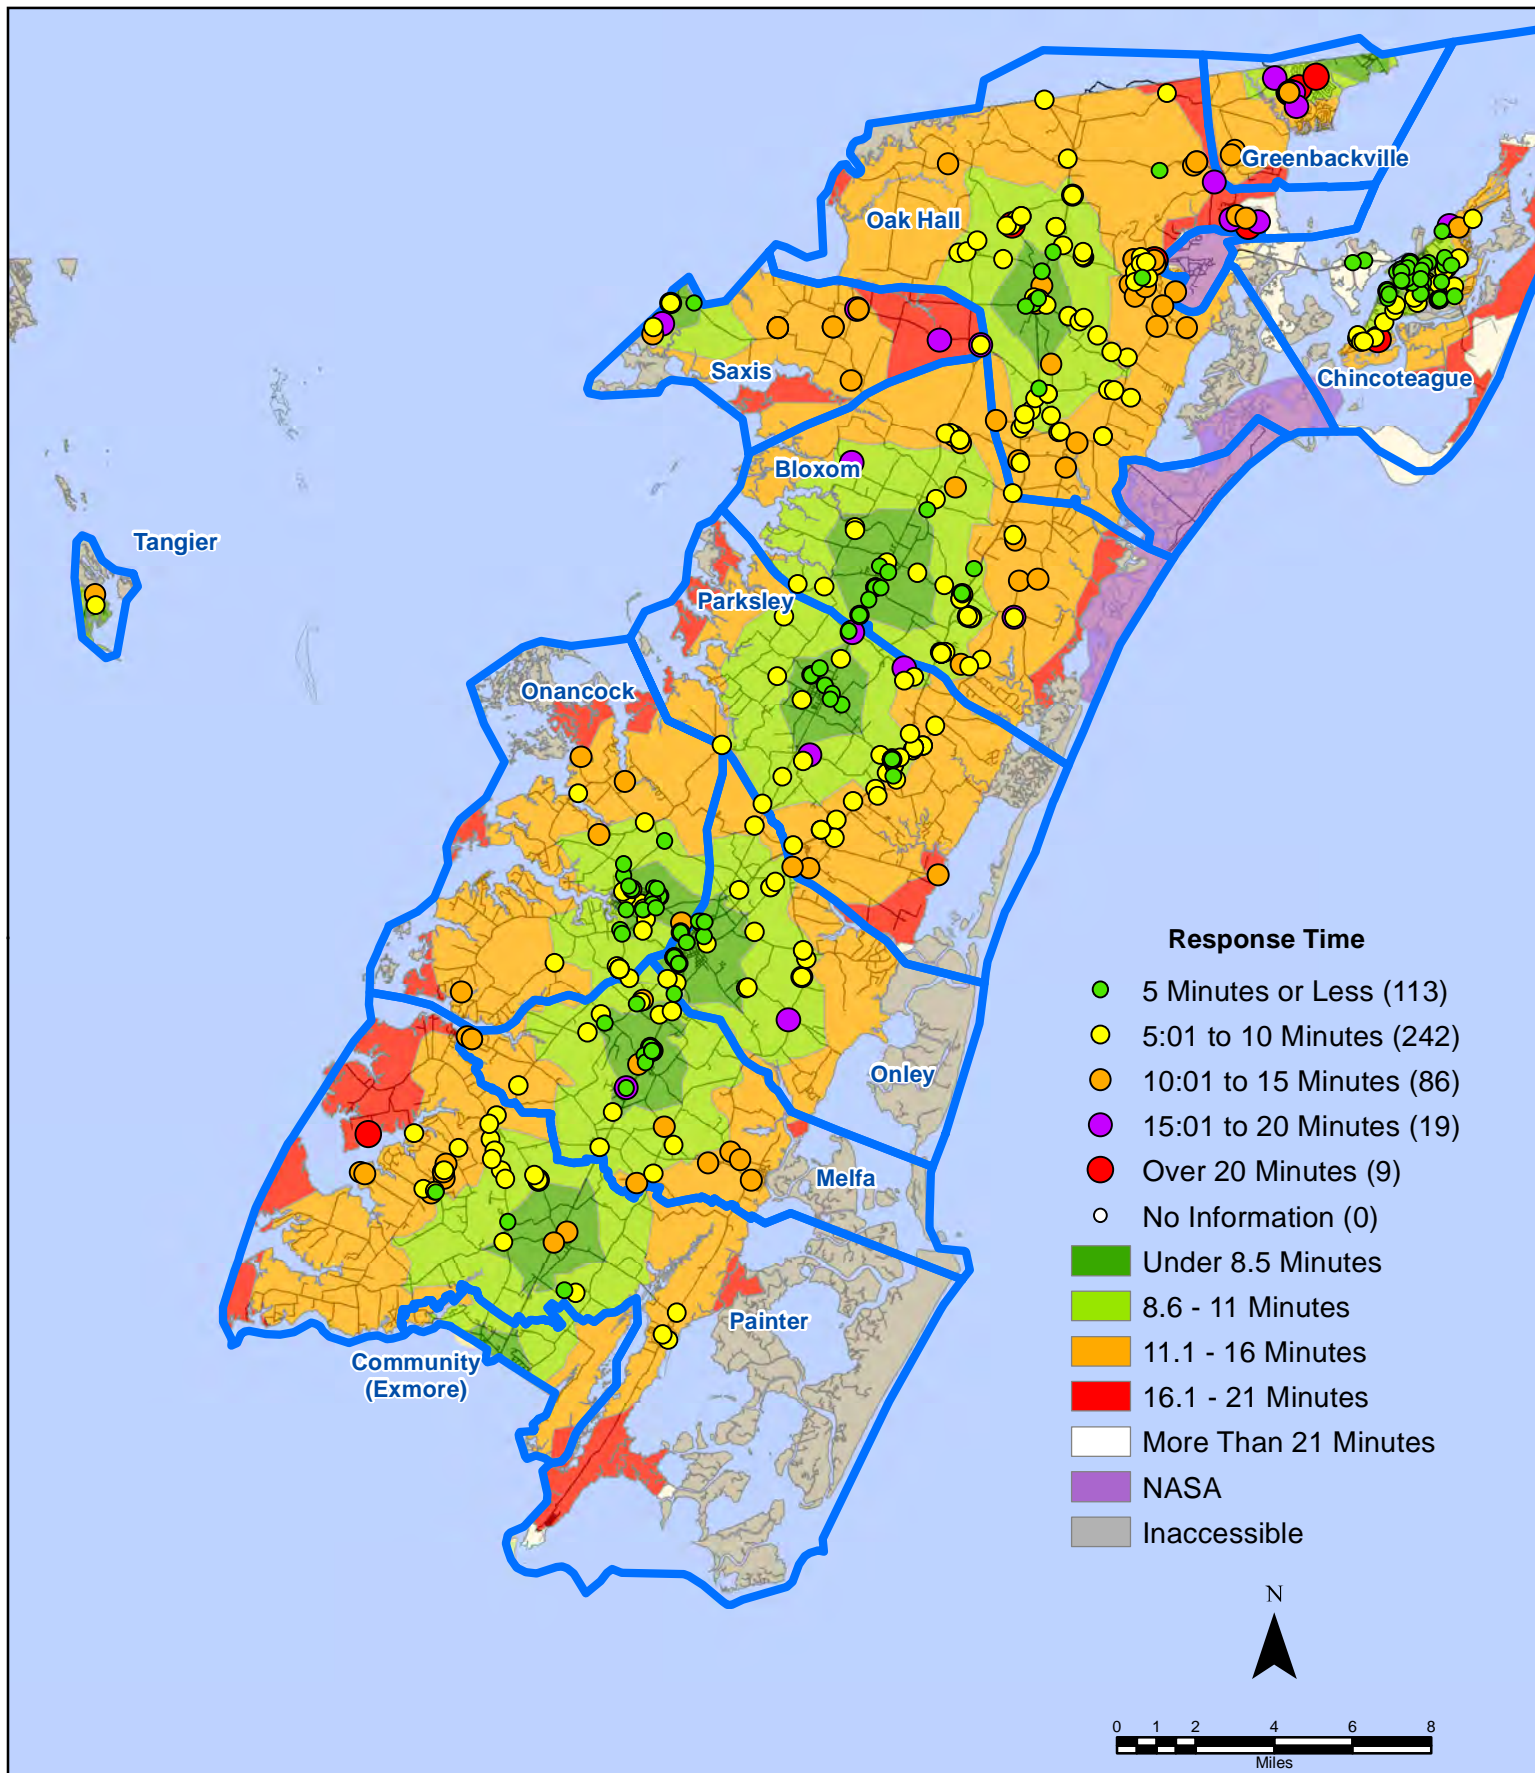 Greenbackville
Oak Hall
Saxis
Chincoteague
Bloxom
Tangier
Parksley
Onancock
Onley
Melfa
Painter
Community
(Exmore)
Response Time
5 Minutes or Less (113)
5:01 to 10 Minutes (242)
10:01 to 15 Minutes (86)
15:01 to 20 Minutes (19)
Over 20 Minutes (9)
No Information (0)
Under 8.5 Minutes
8.6 - 11 Minutes
11.1 - 16 Minutes
16.1 - 21 Minutes
More Than 21 Minutes
NASA
Inaccessible
N
0 1 2 4 6 8
Miles